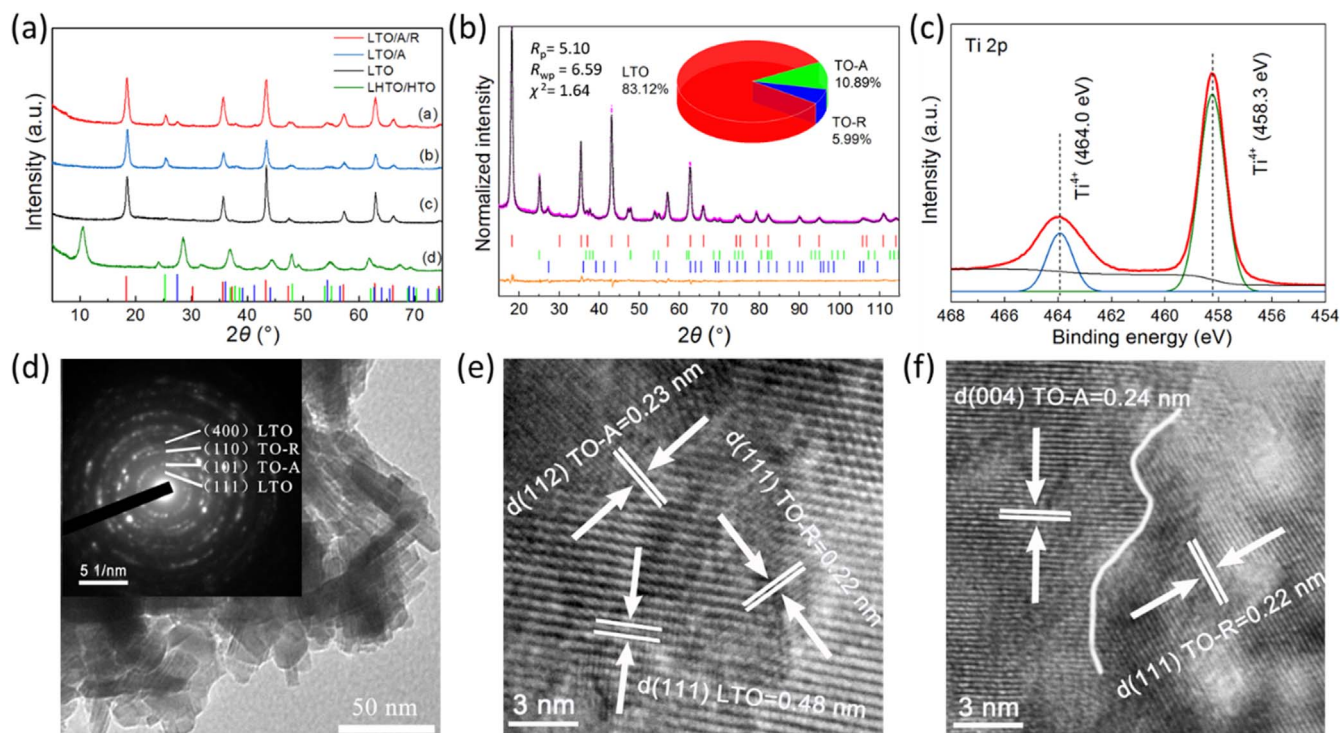 (a)
Intensity (a.u.)
LTO/A/R
LTO/A
LTO
LHTO/HTO
(a)
(b)
(c)
(d)
10 20 30 40 50 60 70
2θ (°)
(b)
Normalized intensity
Rp = 5.10
Rwp = 6.59
χ² = 1.64
LTO
83.12%
TO-A
10.89%
TO-R
5.99%
20 30 40 50 60 70 80 90 100 110
2θ (°)
(c)
Intensity (a.u.)
Ti 2p
Ti⁴⁺ (464.0 eV)
Ti⁴⁺ (458.3 eV)
468 466 464 462 460 458 456 454
Binding energy (eV)
(d)
(400) LTO
(110) TO-R
(101) TO-A
(111) LTO
5 1/nm
50 nm
(e)
d(112) TO-A=0.23 nm
d(111) TO-R=0.22 nm
d(111) LTO=0.48 nm
3 nm
(f)
d(004) TO-A=0.24 nm
d(111) TO-R=0.22 nm
3 nm